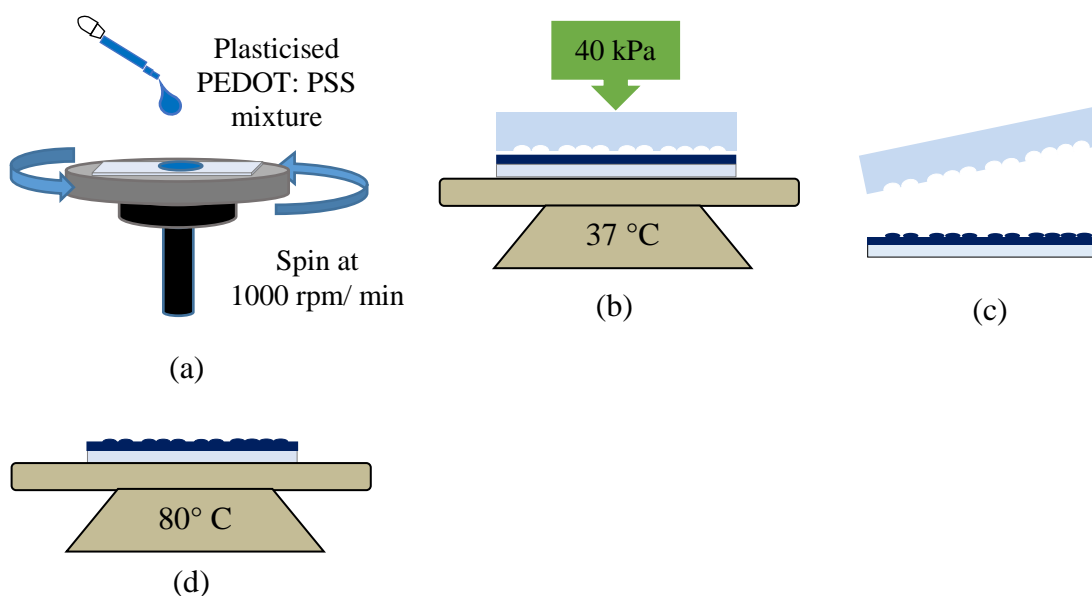 Plasticised
PEDOT: PSS
mixture
Spin at
1000 rpm/ min
(a)
40 kPa
37 °C
(b)
(c)
80° C
(d)